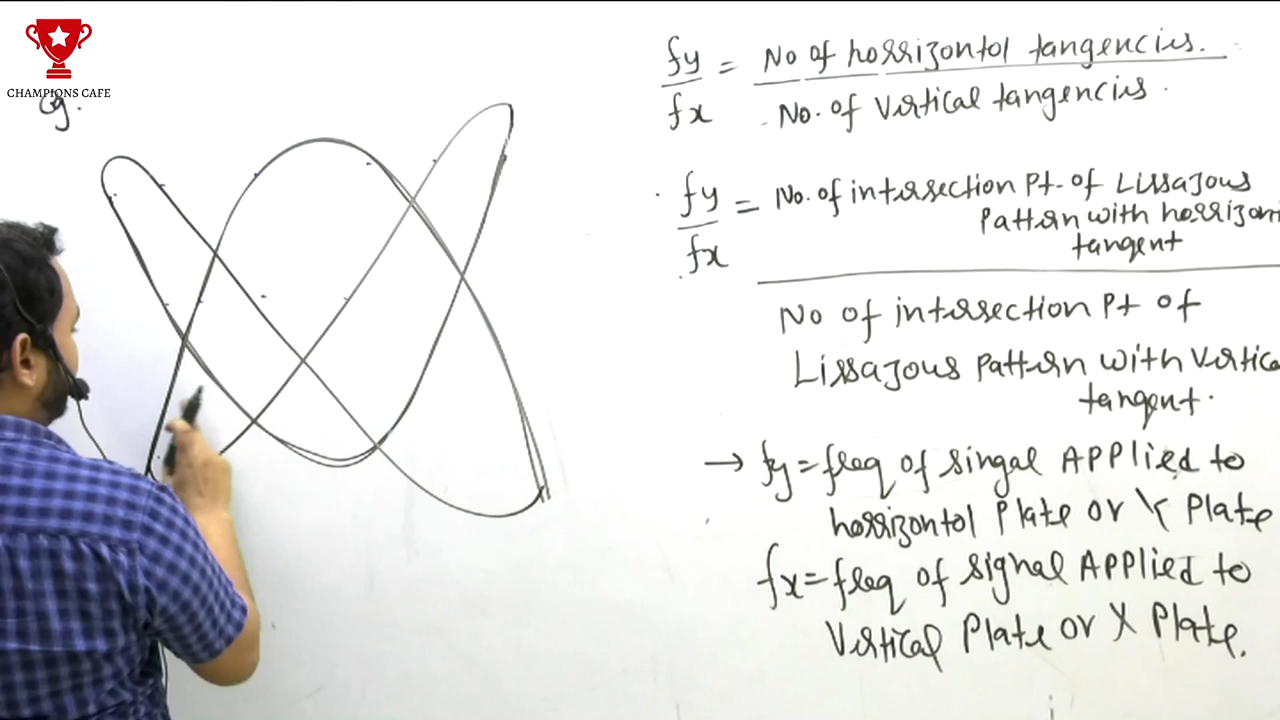 CHAMPIONS CAFE
eg.
fy/fx = No of horrizontol tangencies.
No. of Vertical tangencies.
fy/fx = No. of intersection Pt. of Lissajous
Pattern with horrizon
tangent
No of intersection Pt of
Lissajous Pattern with Vertica
tangent.
→ fy = freq of singal APPlied to
horrizontol Plate or Y Plate
fx = freq of signal APPlied to
Vertical Plate or X Plate.